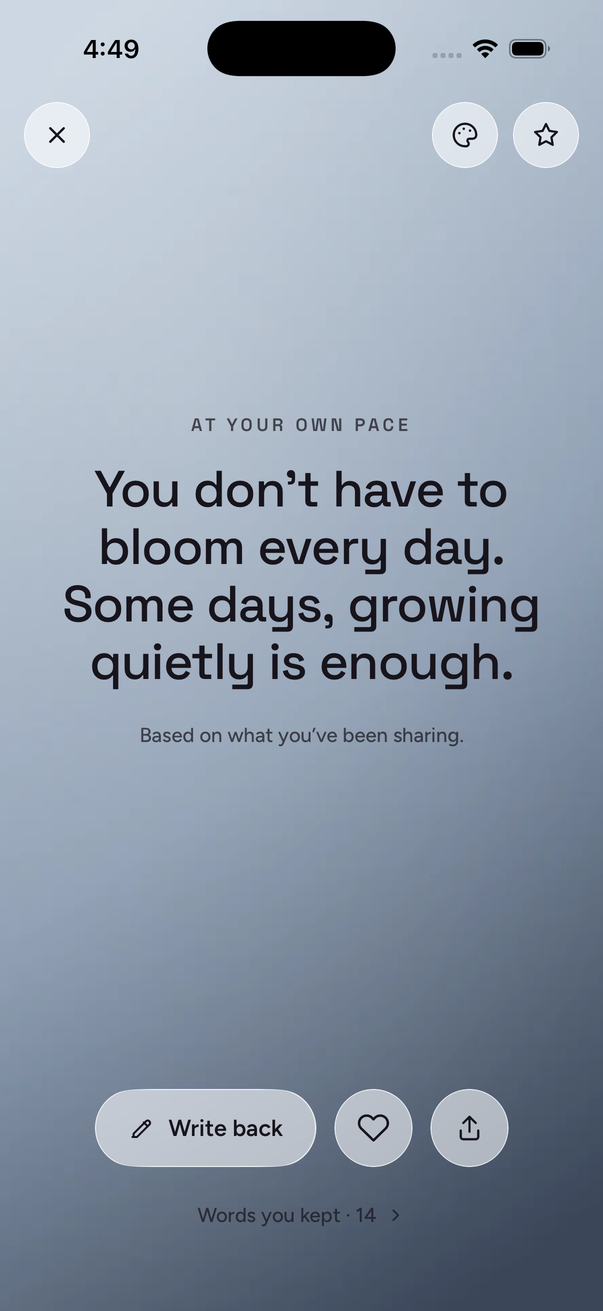 4:49
AT YOUR OWN PACE
You don’t have to
bloom every day.
Some days, growing
quietly is enough.
Based on what you’ve been sharing.
Write back
Words you kept · 14